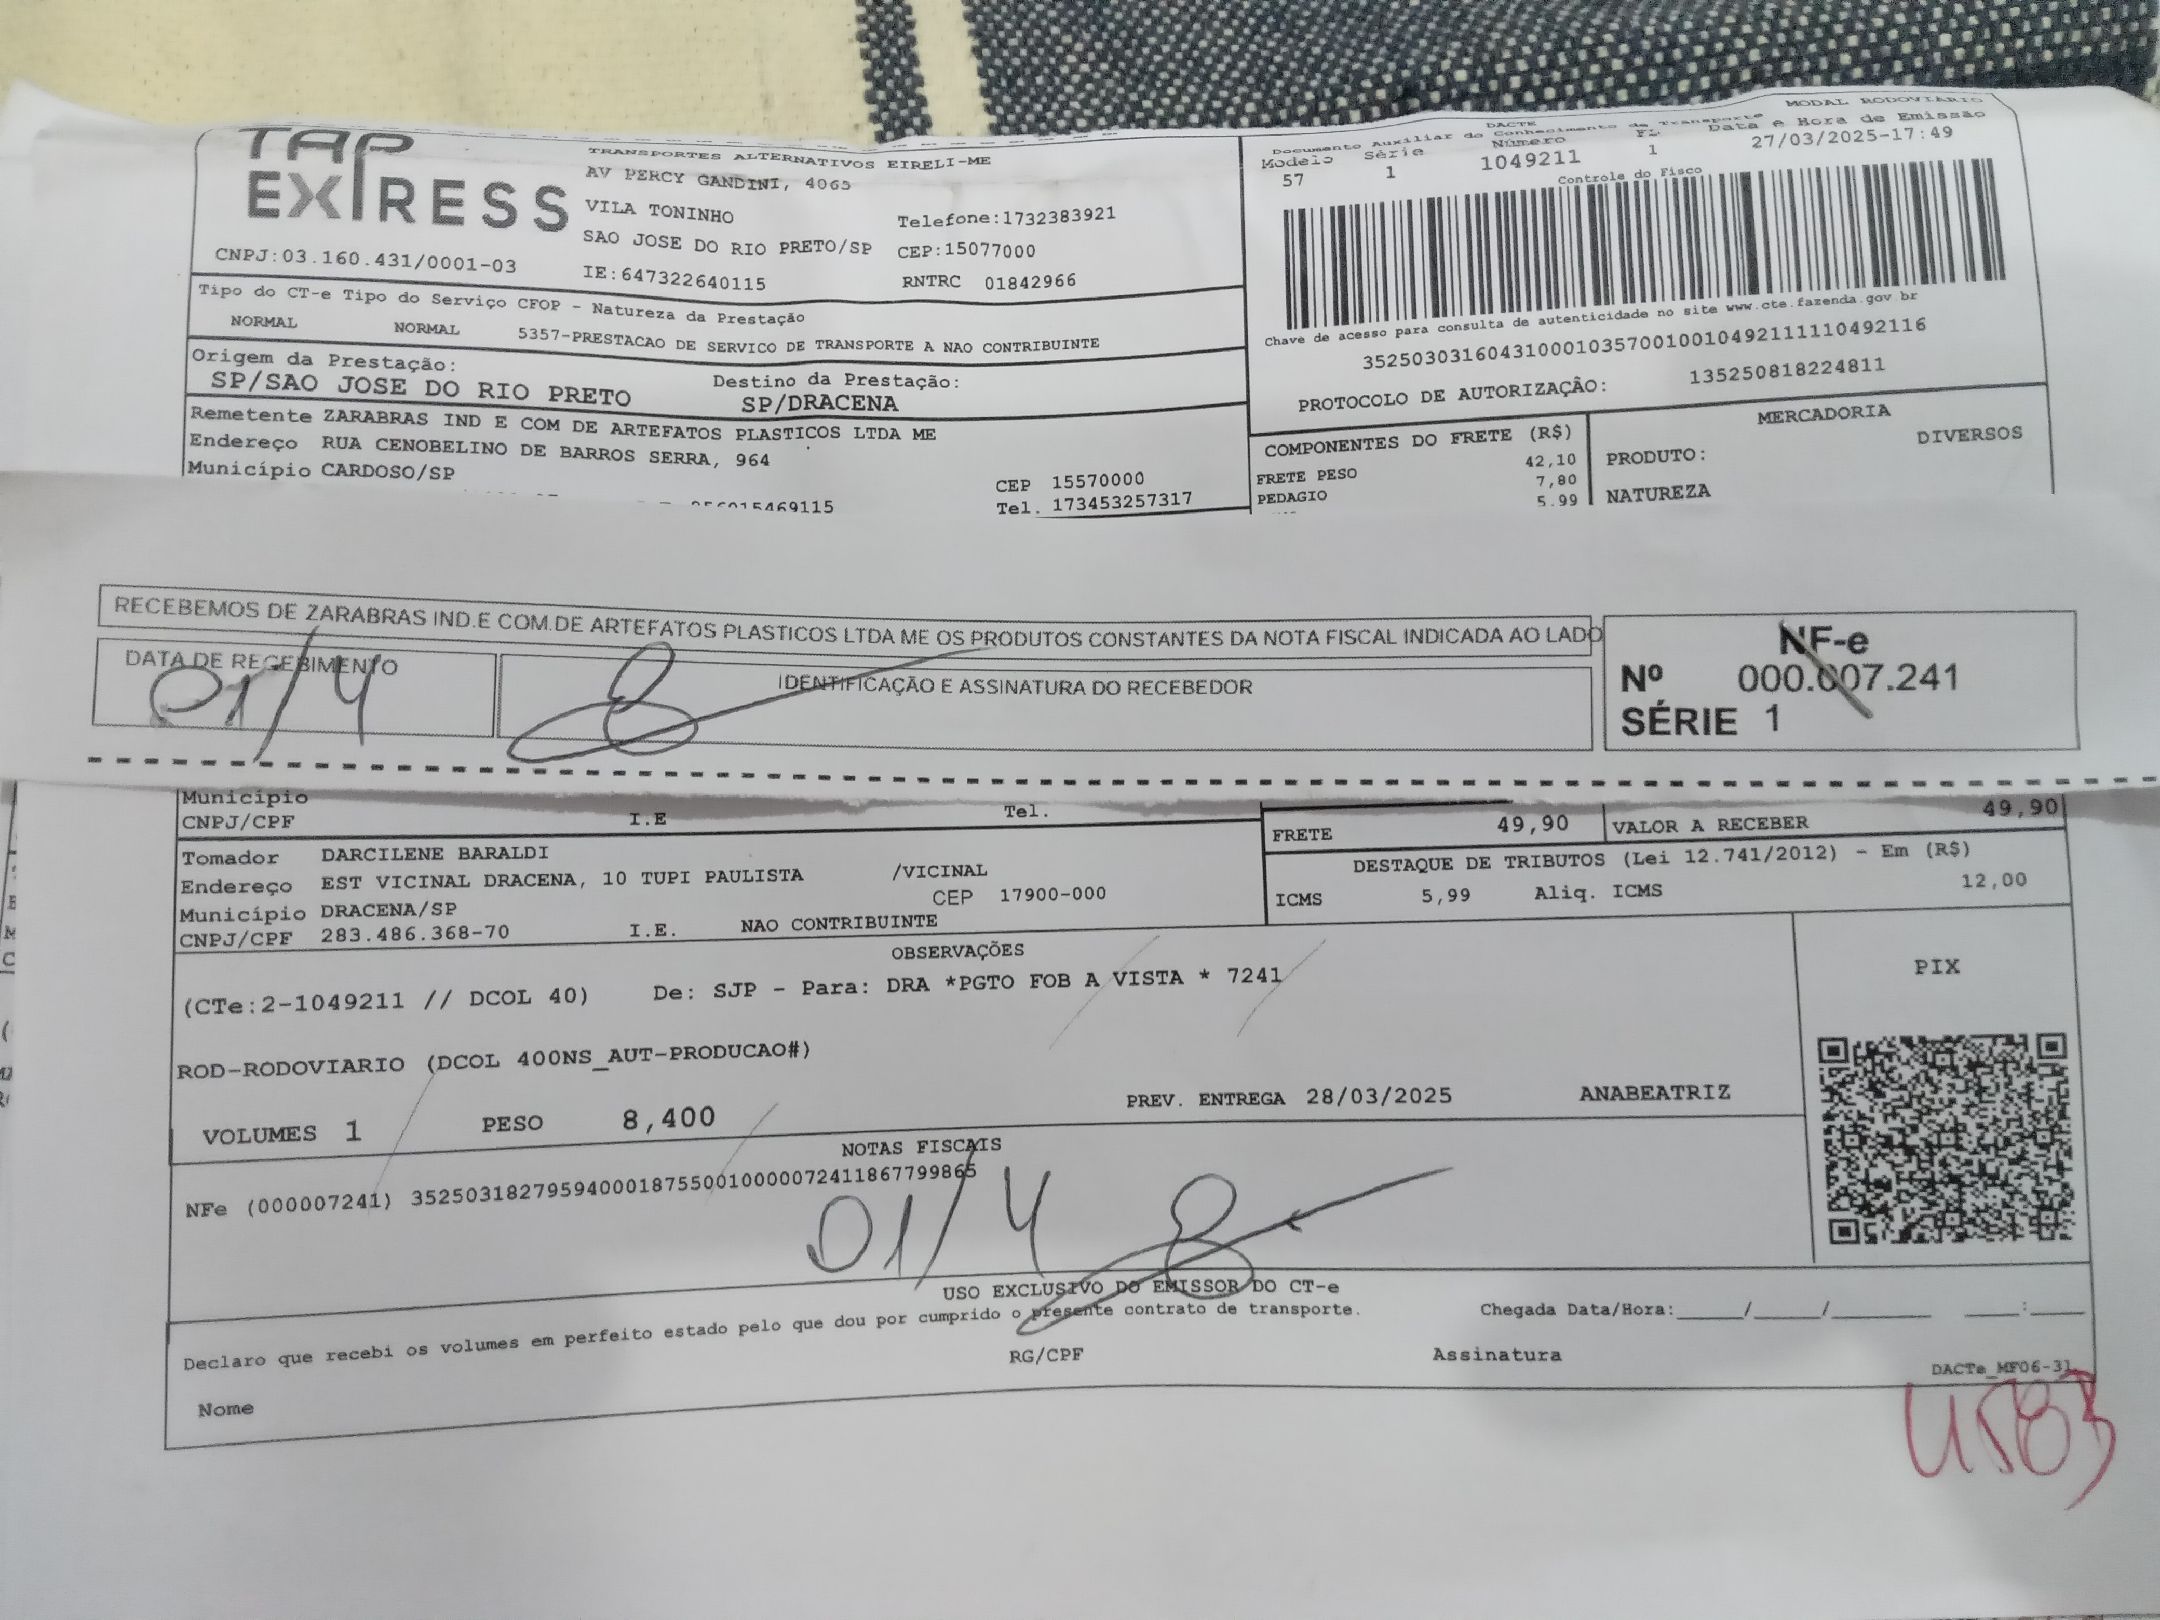 TAP
EXPRESS
TRANSPORTES ALTERNATIVOS EIRELI-ME
AV PERCY GANDINI, 4065
VILA TONINHO Telefone:1732383921
SAO JOSE DO RIO PRETO/SP CEP:15077000
CNPJ:03.160.431/0001-03 IE:647322640115 RNTRC 01842966
MODAL RODOVIARIO
DACTE
Documento Auxiliar do Conhecimento de Transporte
Modelo Série Número FL Data e Hora de Emissão
57 1 1049211 1 27/03/2025-17:49
Controle do Fisco
Chave de acesso para consulta de autenticidade no site www.cte.fazenda.gov.br
35250303160431000103570010010492111110492116
PROTOCOLO DE AUTORIZAÇÃO: 135250818224811
Tipo do CT-e Tipo do Serviço CFOP - Natureza da Prestação
NORMAL NORMAL 5357-PRESTACAO DE SERVICO DE TRANSPORTE A NAO CONTRIBUINTE
Origem da Prestação: Destino da Prestação:
SP/SAO JOSE DO RIO PRETO SP/DRACENA
Remetente ZARABRAS IND E COM DE ARTEFATOS PLASTICOS LTDA ME
Endereço RUA CENOBELINO DE BARROS SERRA, 964
Município CARDOSO/SP CEP 15570000
Tel. 173453257317
COMPONENTES DO FRETE (R$)
FRETE PESO 42,10
PEDAGIO 7,80
5,99
MERCADORIA
PRODUTO: DIVERSOS
NATUREZA
RECEBEMOS DE ZARABRAS IND.E COM.DE ARTEFATOS PLASTICOS LTDA ME OS PRODUTOS CONSTANTES DA NOTA FISCAL INDICADA AO LADO
DATA DE RECEBIMENTO IDENTIFICAÇÃO E ASSINATURA DO RECEBEDOR
01/4
NF-e
Nº 000.007.241
SÉRIE 1
Município
CNPJ/CPF I.E Tel.
FRETE 49,90 VALOR A RECEBER 49,90
Tomador DARCILENE BARALDI
Endereço EST VICINAL DRACENA, 10 TUPI PAULISTA /VICINAL
Município DRACENA/SP CEP 17900-000
CNPJ/CPF 283.486.368-70 I.E. NAO CONTRIBUINTE
DESTAQUE DE TRIBUTOS (Lei 12.741/2012) - Em (R$)
ICMS 5,99 Aliq. ICMS 12,00
OBSERVAÇÕES
(CTe:2-1049211 // DCOL 40) De: SJP - Para: DRA *PGTO FOB A VISTA * 7241
ROD-RODOVIARIO (DCOL 400NS_AUT-PRODUCAO#)
VOLUMES 1 PESO 8,400 PREV. ENTREGA 28/03/2025 ANABEATRIZ
PIX
NOTAS FISCAIS
NFe (000007241) 35250318279594000187550010000072411867799865
01/4
USO EXCLUSIVO DO EMISSOR DO CT-e
Declaro que recebi os volumes em perfeito estado pelo que dou por cumprido o presente contrato de transporte. Chegada Data/Hora:____/____/______ ____:____
Nome RG/CPF Assinatura
DACTe_MF06-31